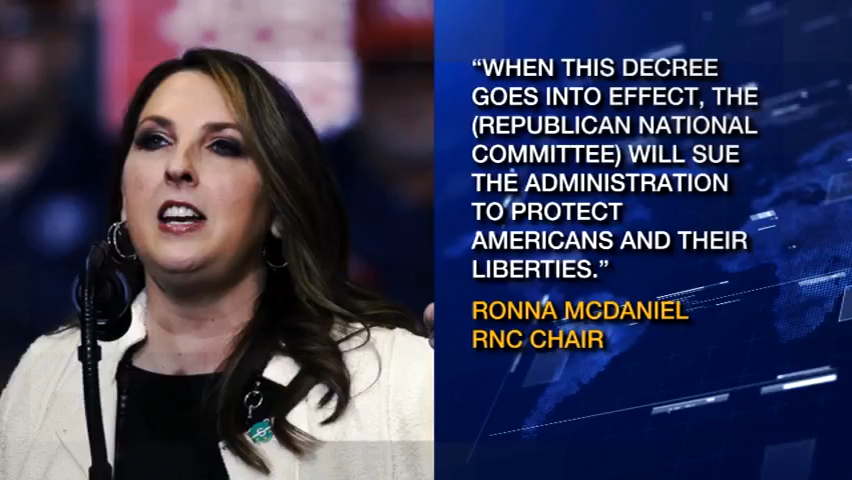 “WHEN THIS DECREE
GOES INTO EFFECT, THE
(REPUBLICAN NATIONAL
COMMITTEE) WILL SUE
THE ADMINISTRATION
TO PROTECT
AMERICANS AND THEIR
LIBERTIES.”
RONNA MCDANIEL
RNC CHAIR